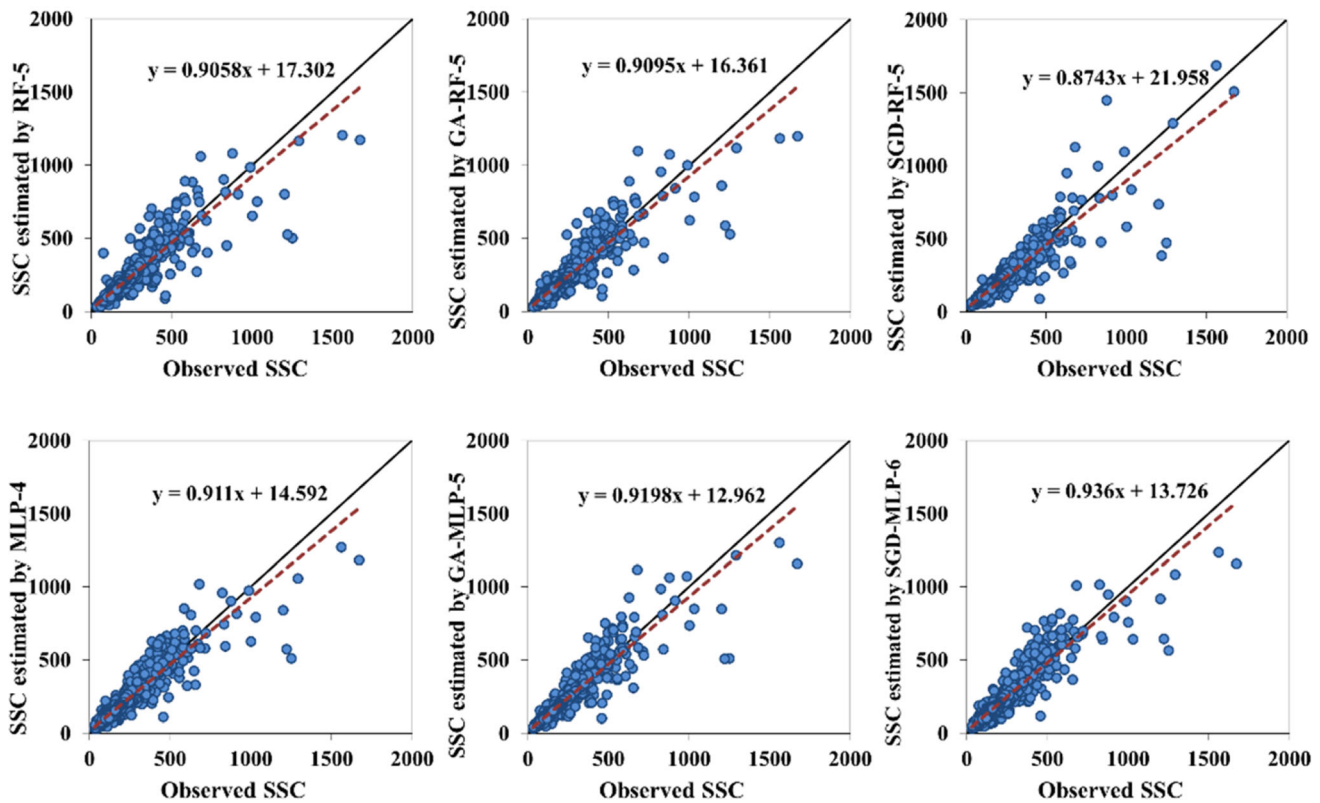 SSC estimated by RF-5
2000
1500
1000
500
0
y = 0.9058x + 17.302
0 500 1000 1500 2000
Observed SSC
SSC estimated by GA-RF-5
2000
1500
1000
500
0
y = 0.9095x + 16.361
0 500 1000 1500 2000
Observed SSC
SSC estimated by SGD-RF-5
2000
1500
1000
500
0
y = 0.8743x + 21.958
0 500 1000 1500 2000
Observed SSC
SSC estimated by MLP-4
2000
1500
1000
500
0
y = 0.911x + 14.592
0 500 1000 1500 2000
Observed SSC
SSC estimated by GA-MLP-5
2000
1500
1000
500
0
y = 0.9198x + 12.962
0 500 1000 1500 2000
Observed SSC
SSC estimated by SGD-MLP-6
2000
1500
1000
500
0
y = 0.936x + 13.726
0 500 1000 1500 2000
Observed SSC